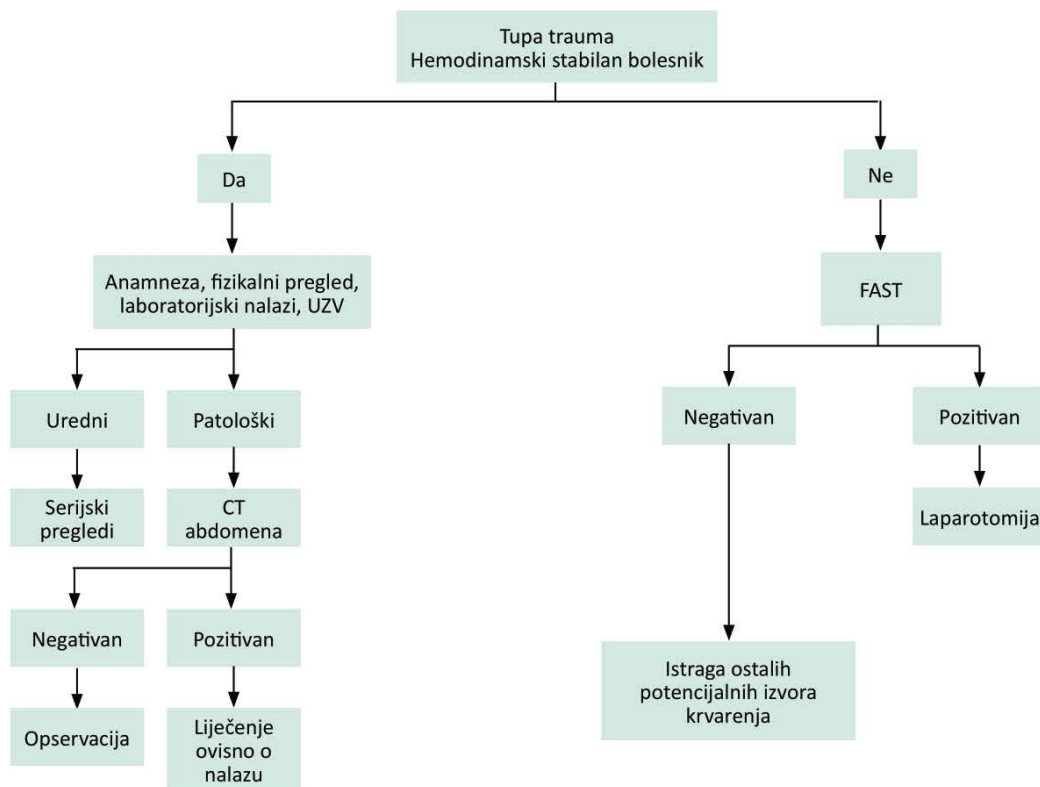 Tupa trauma
Hemodinamski stabilan bolesnik
Da
Ne
Anamneza, fizikalni pregled,
laboratorijski nalazi, UZV
FAST
Uredni
Patološki
Negativan
Pozitivan
Serijski
pregledi
CT
abdomena
Laparotomija
Negativan
Pozitivan
Istraga ostalih
potencijalnih izvora
krvarenja
Opservacija
Liječenje
ovisno o
nalazu